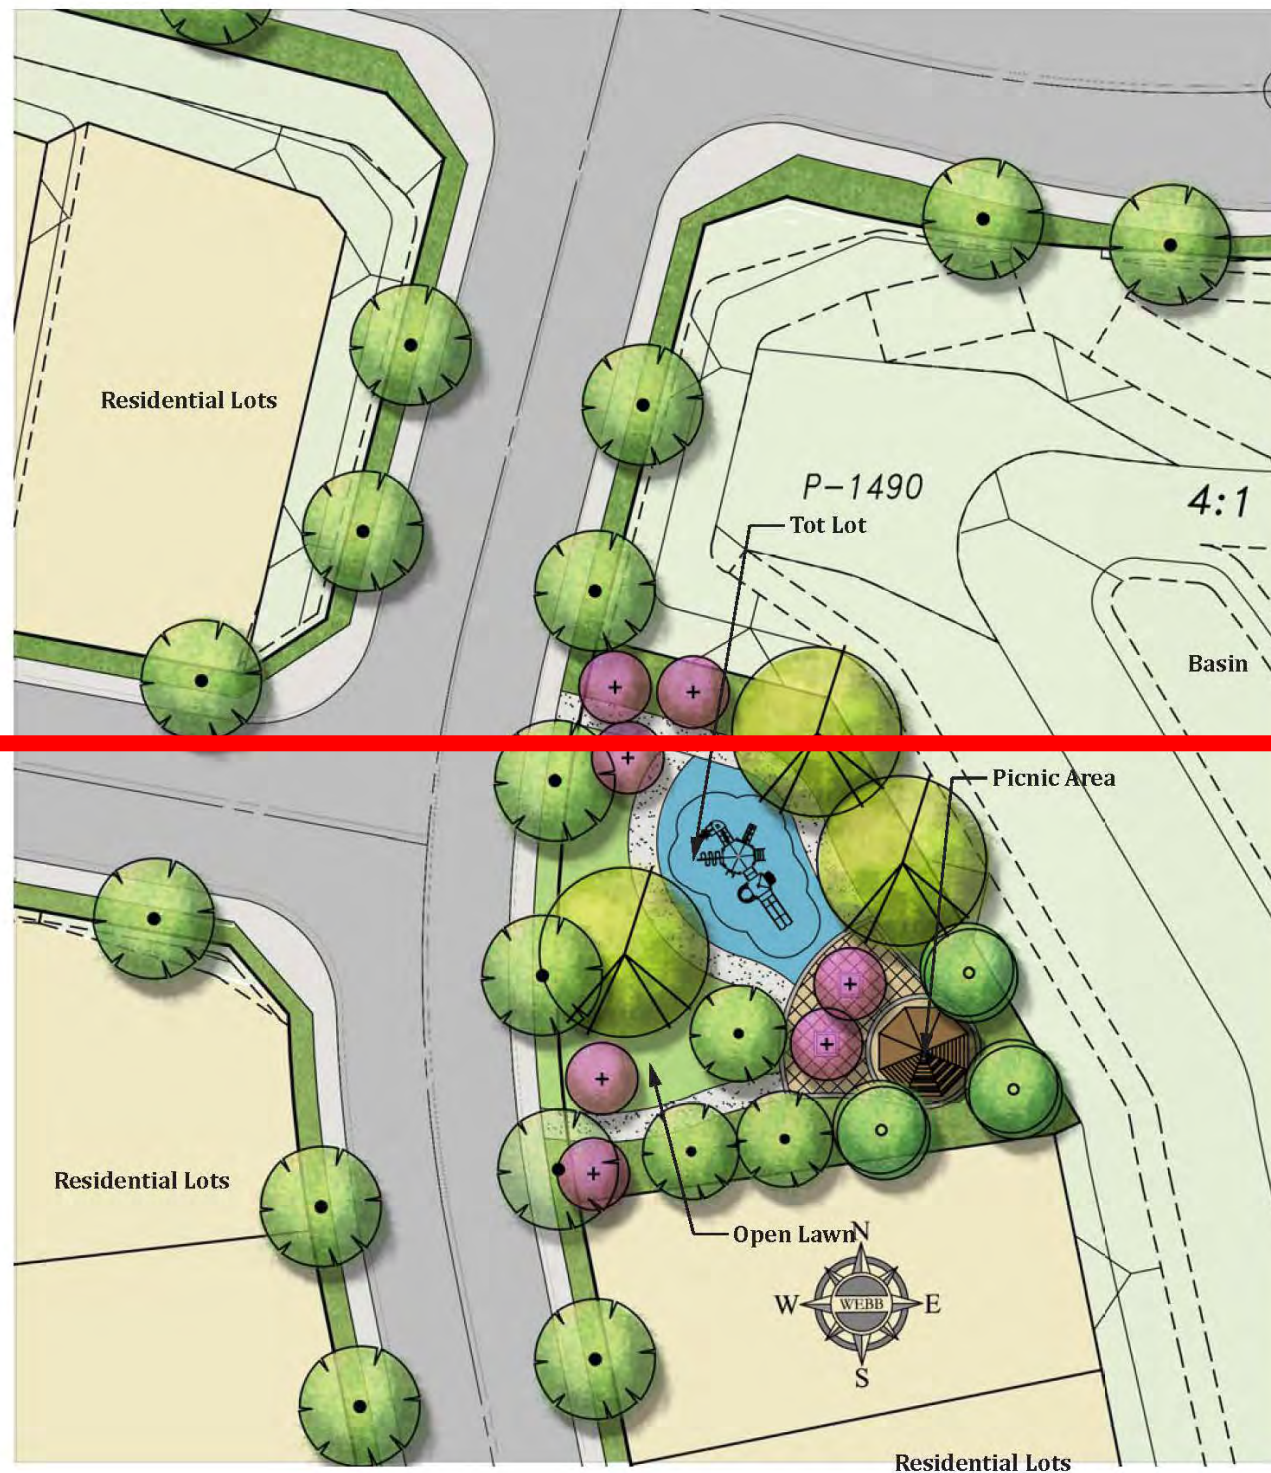 Residential Lots
P-1490
4:1
Tot Lot
Basin
Picnic Area
Residential Lots
Open Lawn
N
W
WEBB
E
S
Residential Lots